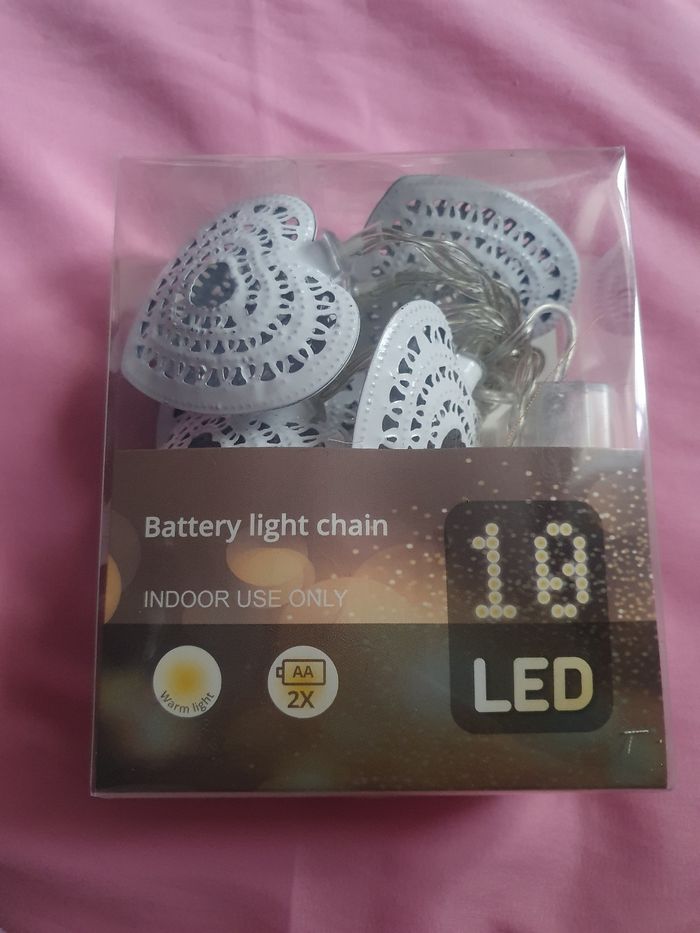 Battery light chain
INDOOR USE ONLY
10
LED
Warm light
AA
2X